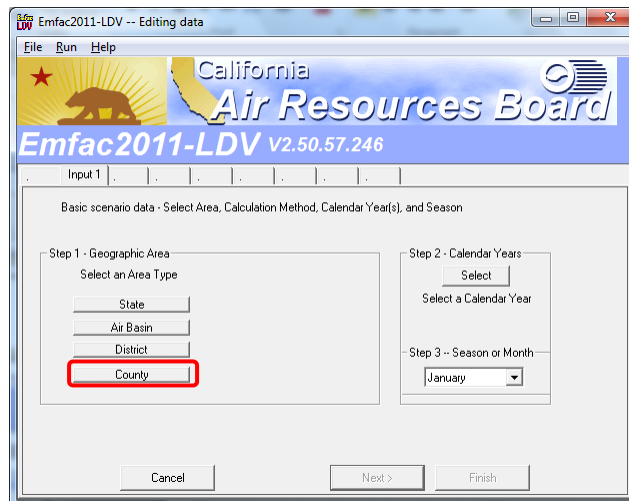 Emfac2011-LDV -- Editing data
File Run Help
California
Air Resources Board
Emfac2011-LDV V2.50.57.246
Input 1
Basic scenario data - Select Area, Calculation Method, Calendar Year(s), and Season
Step 1 - Geographic Area
Select an Area Type
State
Air Basin
District
County
Step 2 - Calendar Years
Select
Select a Calendar Year
Step 3 -- Season or Month
January
Cancel
Next >
Finish